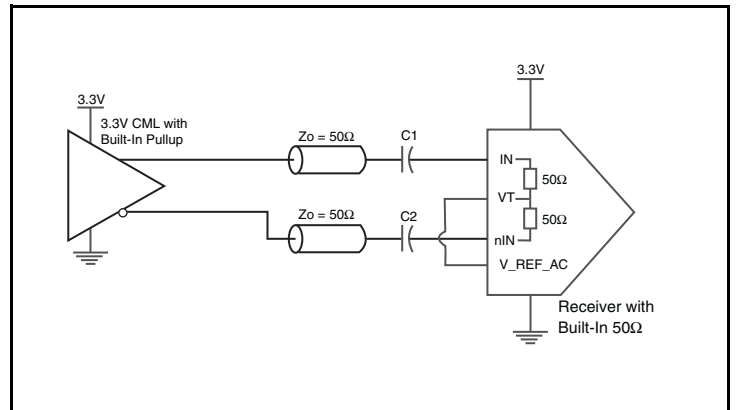 3.3V
3.3V
3.3V CML with
Built-In Pullup
Zo = 50Ω
C1
IN
50Ω
VT
Zo = 50Ω
C2
50Ω
nIN
V_REF_AC
Receiver with
Built-In 50Ω